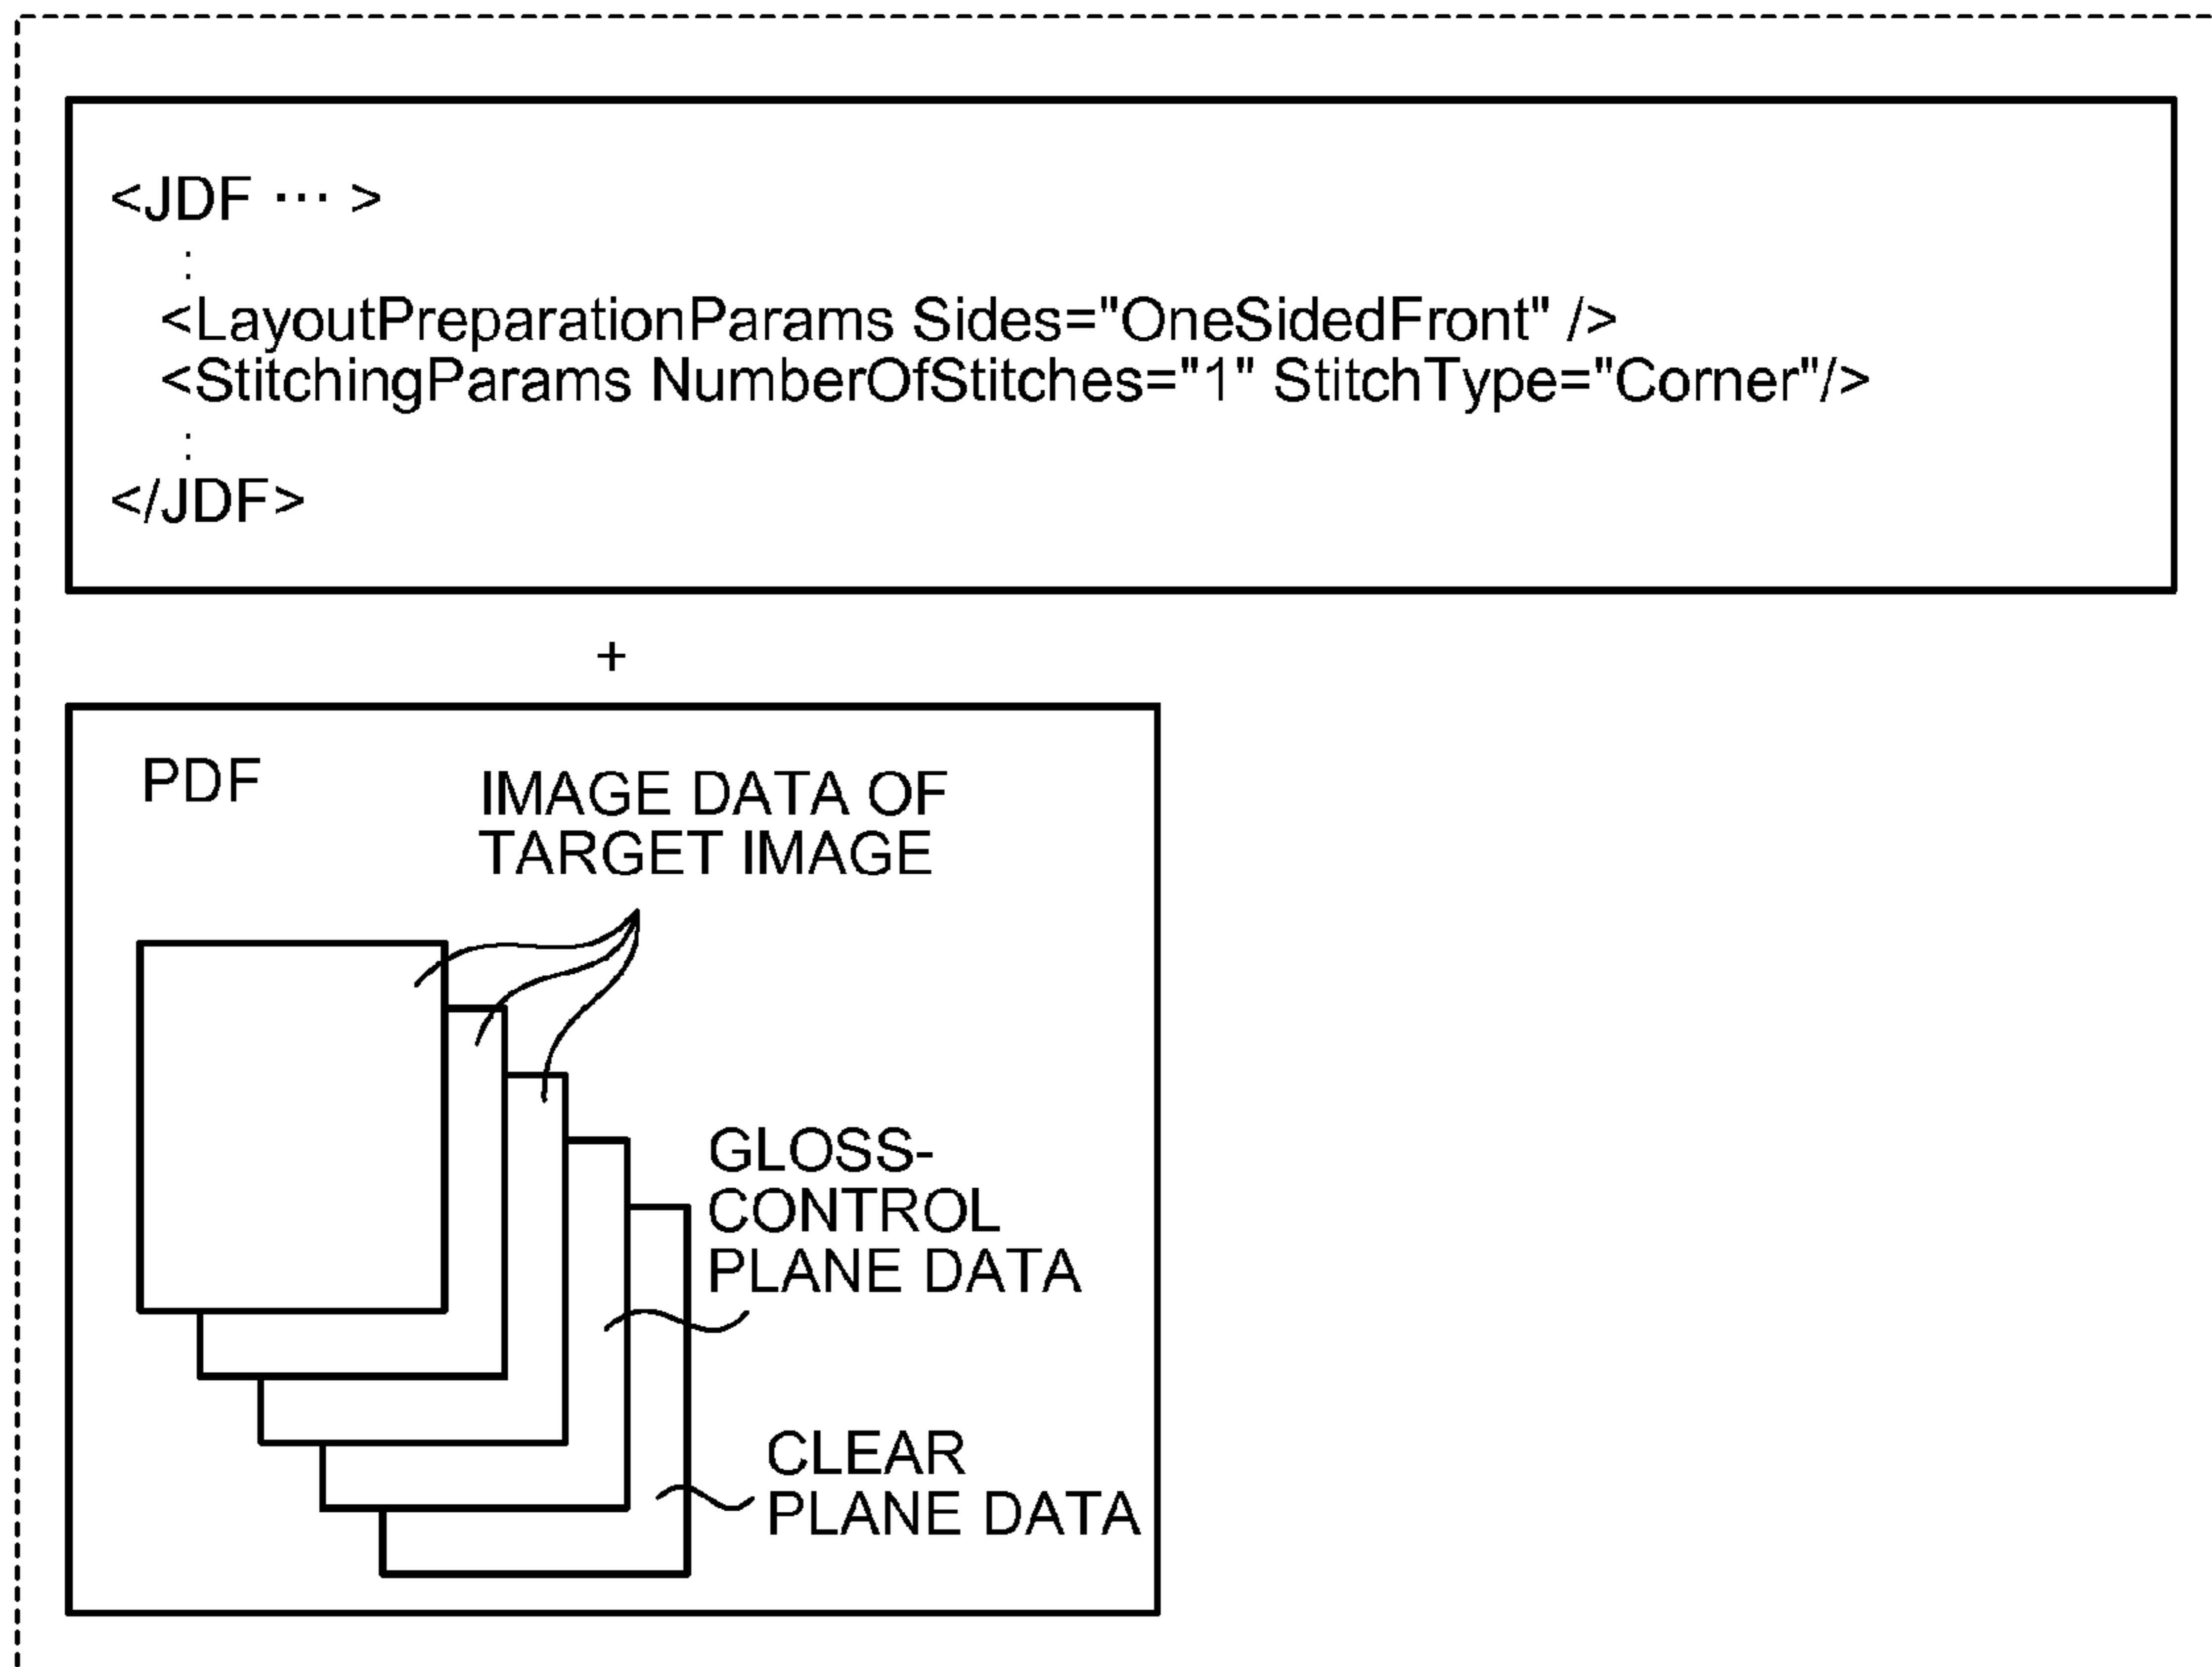 <JDF ··· >
:
<LayoutPreparationParams Sides="OneSidedFront" />
<StitchingParams NumberOfStitches="1" StitchType="Corner"/>
:
</JDF>
+
PDF
IMAGE DATA OF
TARGET IMAGE
GLOSS-
CONTROL
PLANE DATA
CLEAR
PLANE DATA